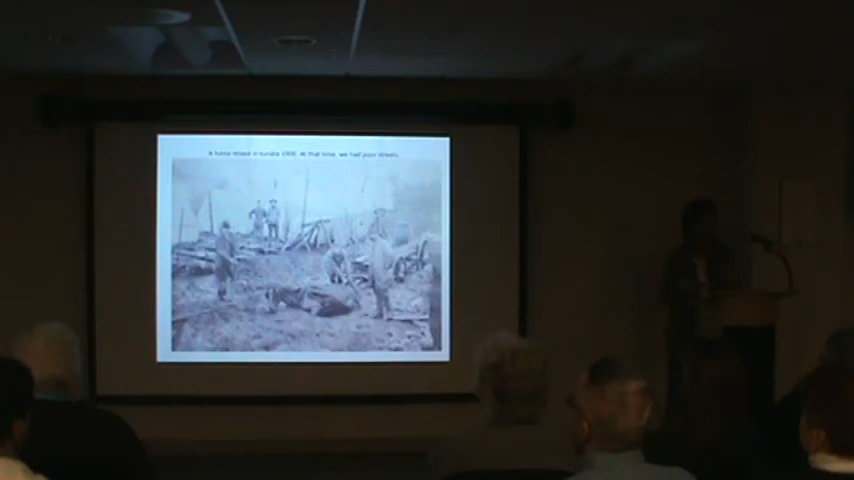 A horse mired in tundra 1900. At that time, we had poor streets.